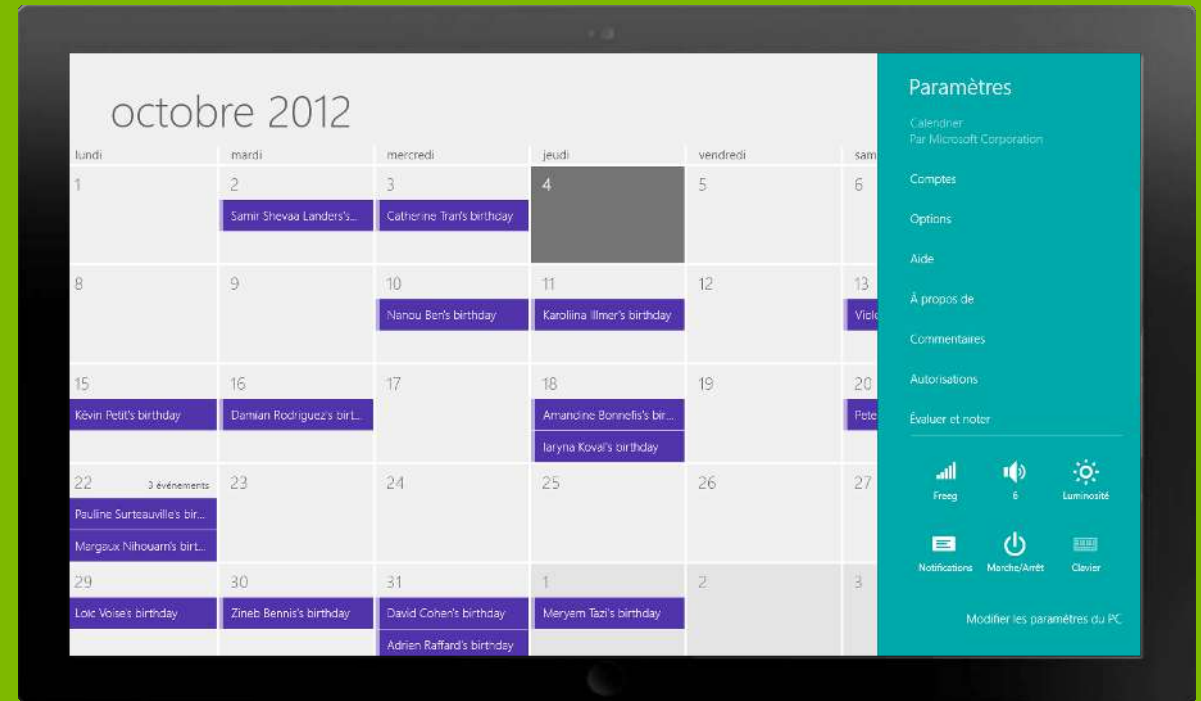 octobre 2012
lundi mardi mercredi jeudi vendredi sam
1 2 3 4 5 6
Samir Shevaa Landers's... Catherine Tran's birthday
8 9 10 11 12 13
Nanou Ben's birthday Karoliina Illmer's birthday Viole
15 16 17 18 19 20
Kévin Petit's birthday Damian Rodriguez's birt... Amandine Bonnefis's bir... Pete
Iaryna Koval's birthday
22 3 événements 23 24 25 26 27
Pauline Surteauville's bir...
Margaux Nihouarn's birt...
29 30 31 1 2 3
Loïc Voise's birthday Zineb Bennis's birthday David Cohen's birthday Meryem Tazi's birthday
Adrien Raffard's birthday
Paramètres
Calendrier
Par Microsoft Corporation
Comptes
Options
Aide
À propos de
Commentaires
Autorisations
Évaluer et noter
Freeg 6 Luminosité
Notifications Marche/Arrêt Clavier
Modifier les paramètres du PC